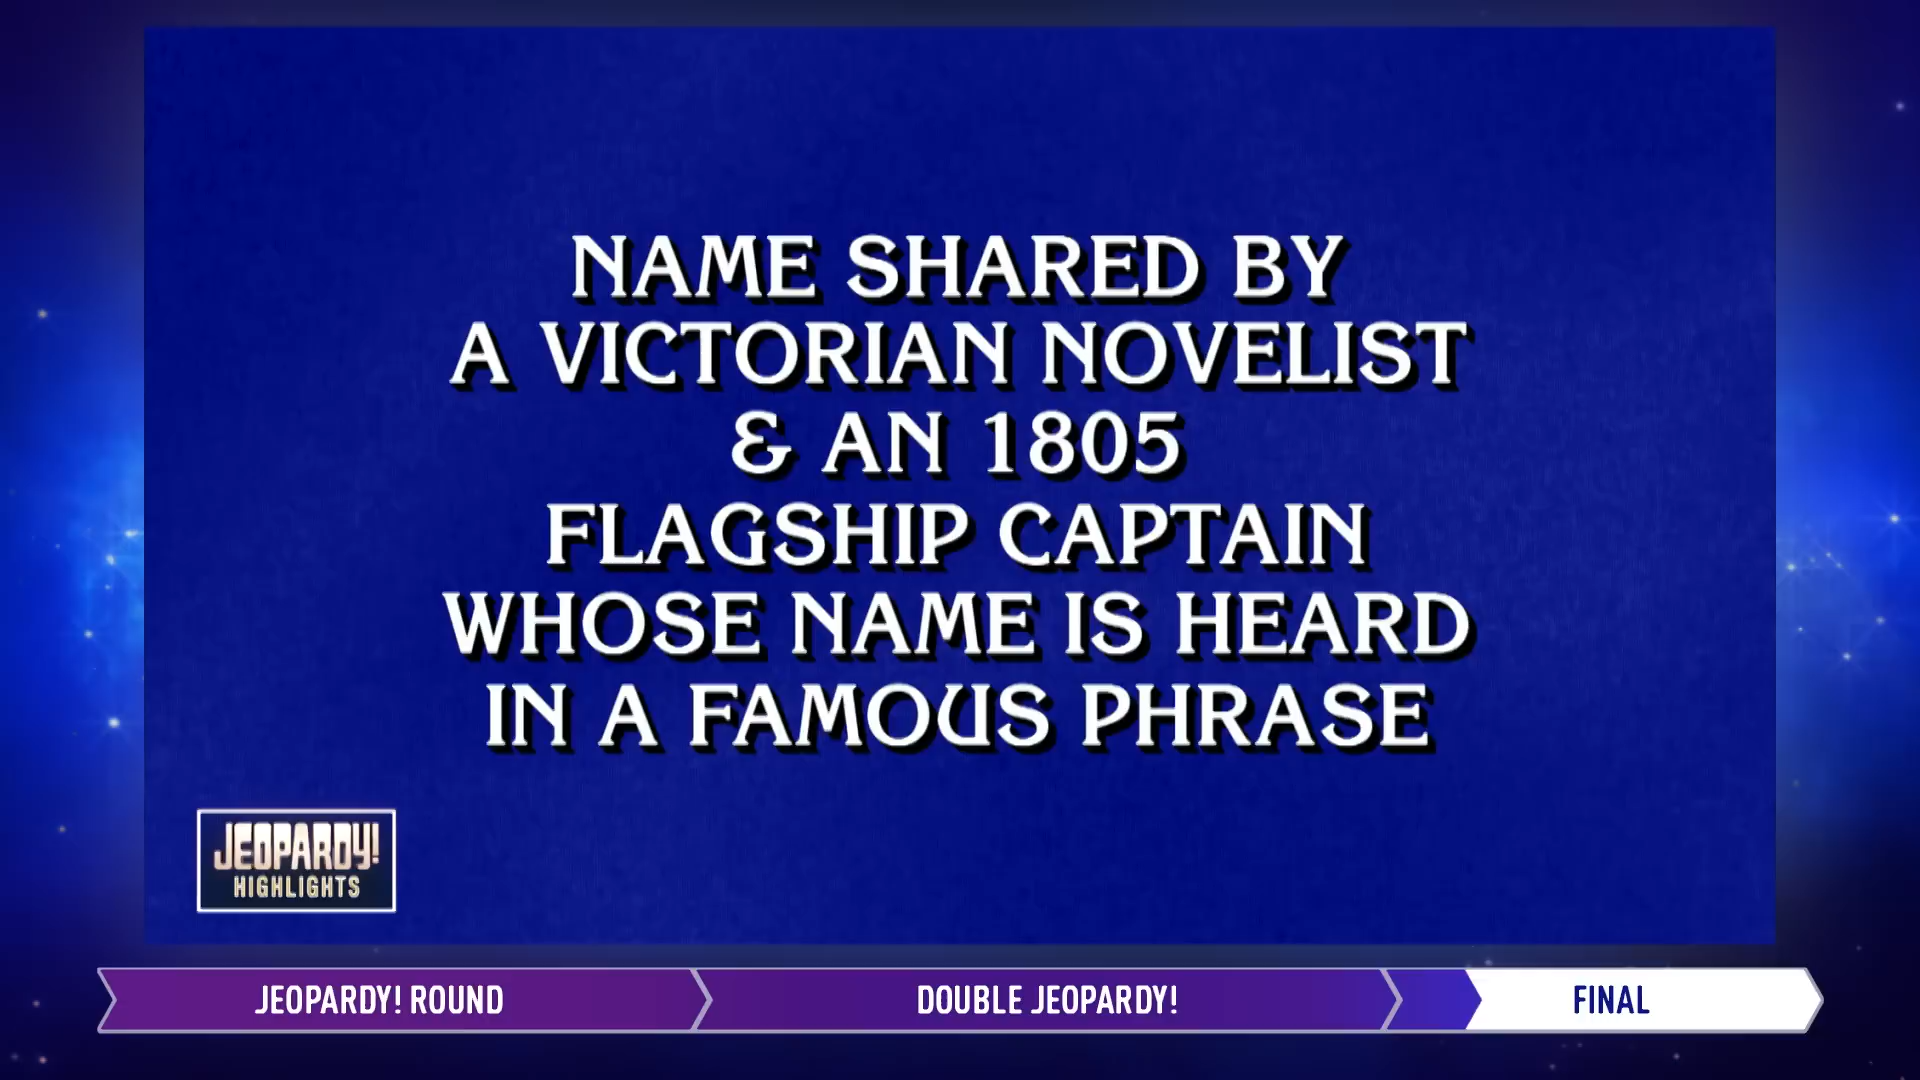 NAME SHARED BY
A VICTORIAN NOVELIST
& AN 1805
FLAGSHIP CAPTAIN
WHOSE NAME IS HEARD
IN A FAMOUS PHRASE
JEOPARDY!
HIGHLIGHTS
JEOPARDY! ROUND
DOUBLE JEOPARDY!
FINAL